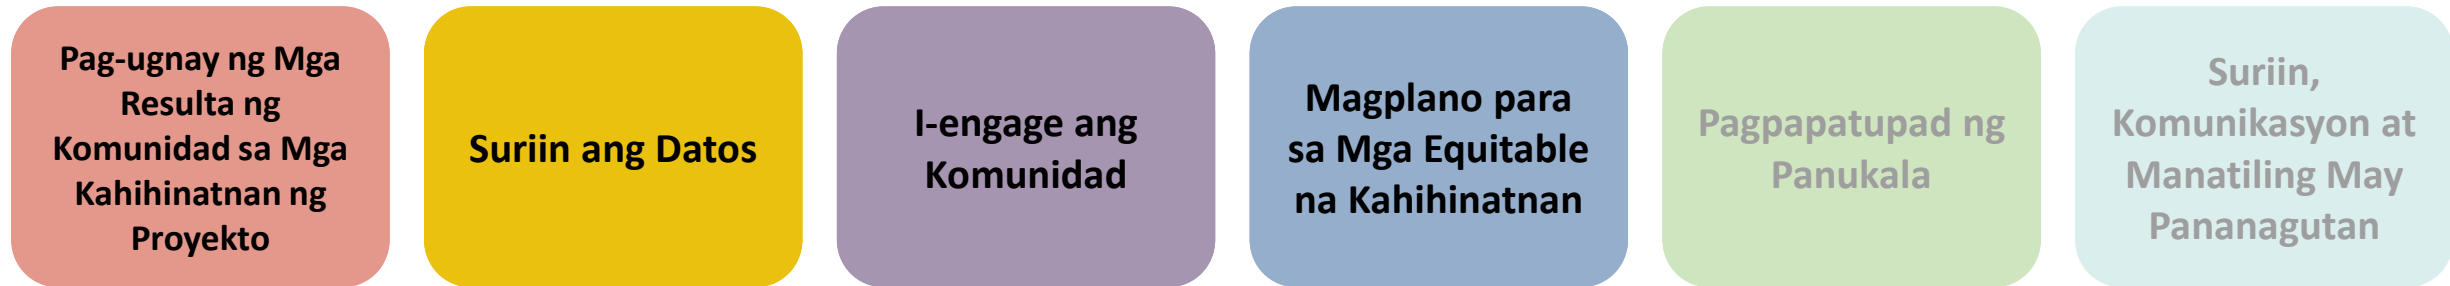 Pag-ugnay ng Mga
Resulta ng
Komunidad sa Mga
Kahihinatnan ng
Proyekto
Suriin ang Datos
I-engage ang
Komunidad
Magplano para
sa Mga Equitable
na Kahihinatnan
Pagpapatupad ng
Panukala
Suriin,
Komunikasyon at
Manatiling May
Pananagutan